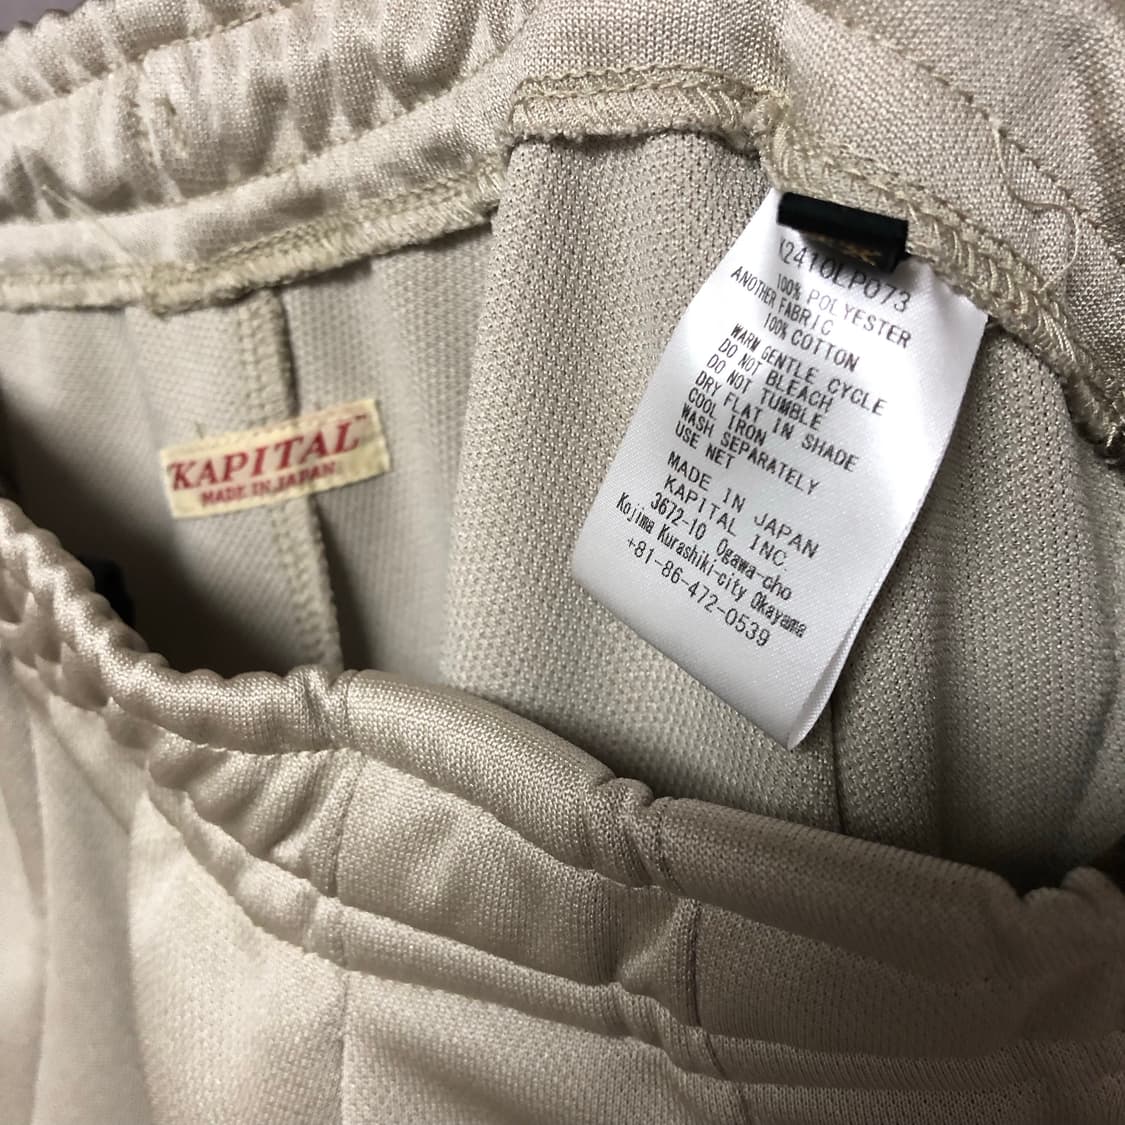 KAPITAL
MADE IN JAPAN
K2410LP073
100% POLYESTER
ANOTHER FABRIC
100% COTTON
WARM GENTLE CYCLE
DO NOT BLEACH
DO NOT TUMBLE
DRY FLAT IN SHADE
COOL IRON
WASH SEPARATELY
USE NET
MADE IN JAPAN
KAPITAL INC.
3672-10 Ogawa-cho
Kojima Kurashiki-city Okayama
+81-86-472-0539